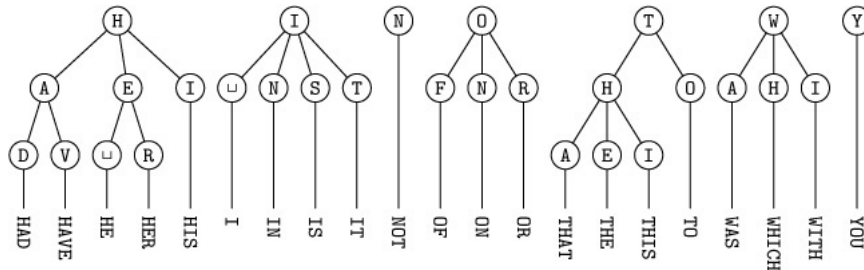 H I N O T W Y
A E I ␣ N S T F N R H O A H I
D V ␣ R A E I
HAD HAVE HE HER HIS I IN IS IT NOT OF ON OR THAT THE THIS TO WAS WHICH WITH YOU